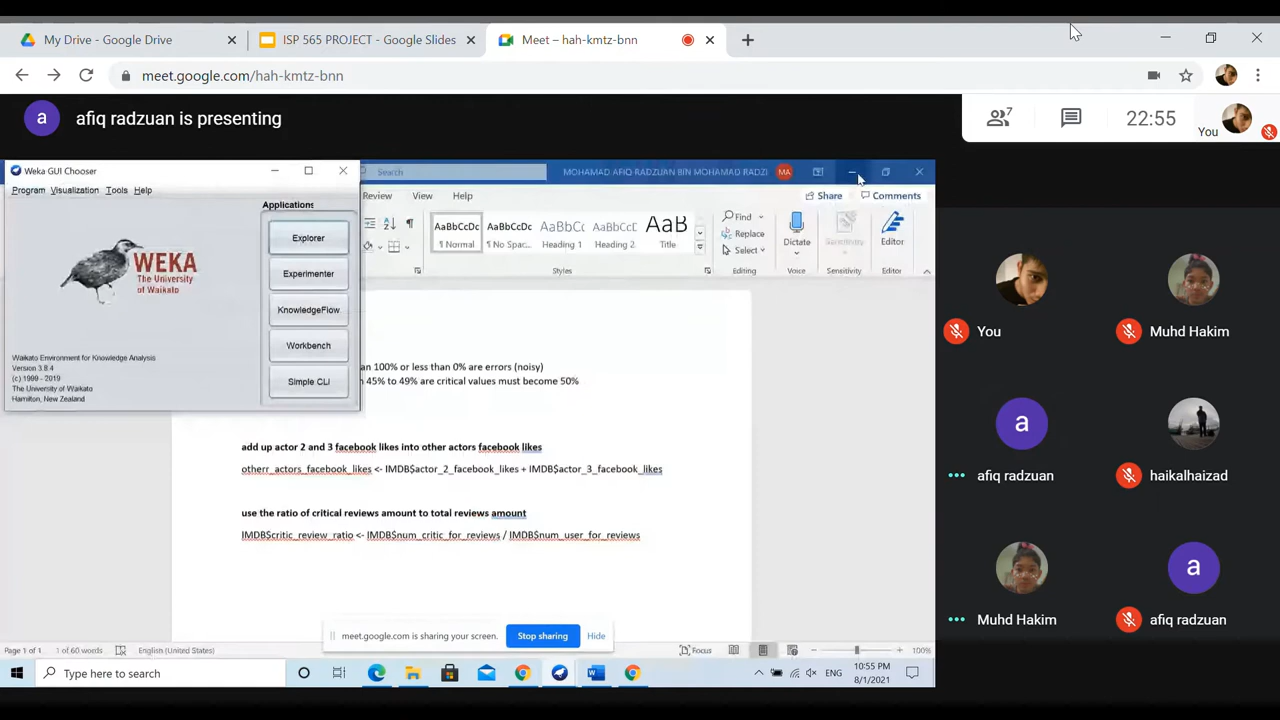 My Drive - Google Drive
ISP 565 PROJECT - Google Slides
Meet – hah-kmtz-bnn
meet.google.com/hah-kmtz-bnn
a
afiq radzuan is presenting
7
22:55
You
Weka GUI Chooser
Program Visualization Tools Help
Applications
Explorer
Experimenter
KnowledgeFlow
Workbench
Simple CLI
WEKA
The University
of Waikato
Waikato Environment for Knowledge Analysis
Version 3.8.4
(c) 1999 - 2019
The University of Waikato
Hamilton, New Zealand
Search
MOHAMAD AFIQ RADZUAN BIN MOHAMAD RADZI
MA
Review View Help
Share
Comments
AaBbCcDc AaBbCcDc AaBbCc AaBbCcC AaB
¶ Normal ¶ No Spac... Heading 1 Heading 2 Title
Styles
Find
Replace
Select
Editing
Dictate
Voice
Sensitivity
Sensitivity
Editor
Editor
an 100% or less than 0% are errors (noisy)
45% to 49% are critical values must become 50%
add up actor 2 and 3 facebook likes into other actors facebook likes
otherr_actors_facebook_likes <- IMDB$actor_2_facebook_likes + IMDB$actor_3_facebook_likes
use the ratio of critical reviews amount to total reviews amount
IMDB$critic_review_ratio <- IMDB$num_critic_for_reviews / IMDB$num_user_for_reviews
meet.google.com is sharing your screen.
Stop sharing
Hide
Page 1 of 1
1 of 60 words
English (United States)
Focus
100%
Type here to search
ENG
10:55 PM
8/1/2021
You
Muhd Hakim
a
afiq radzuan
haikalhaizad
Muhd Hakim
a
afiq radzuan